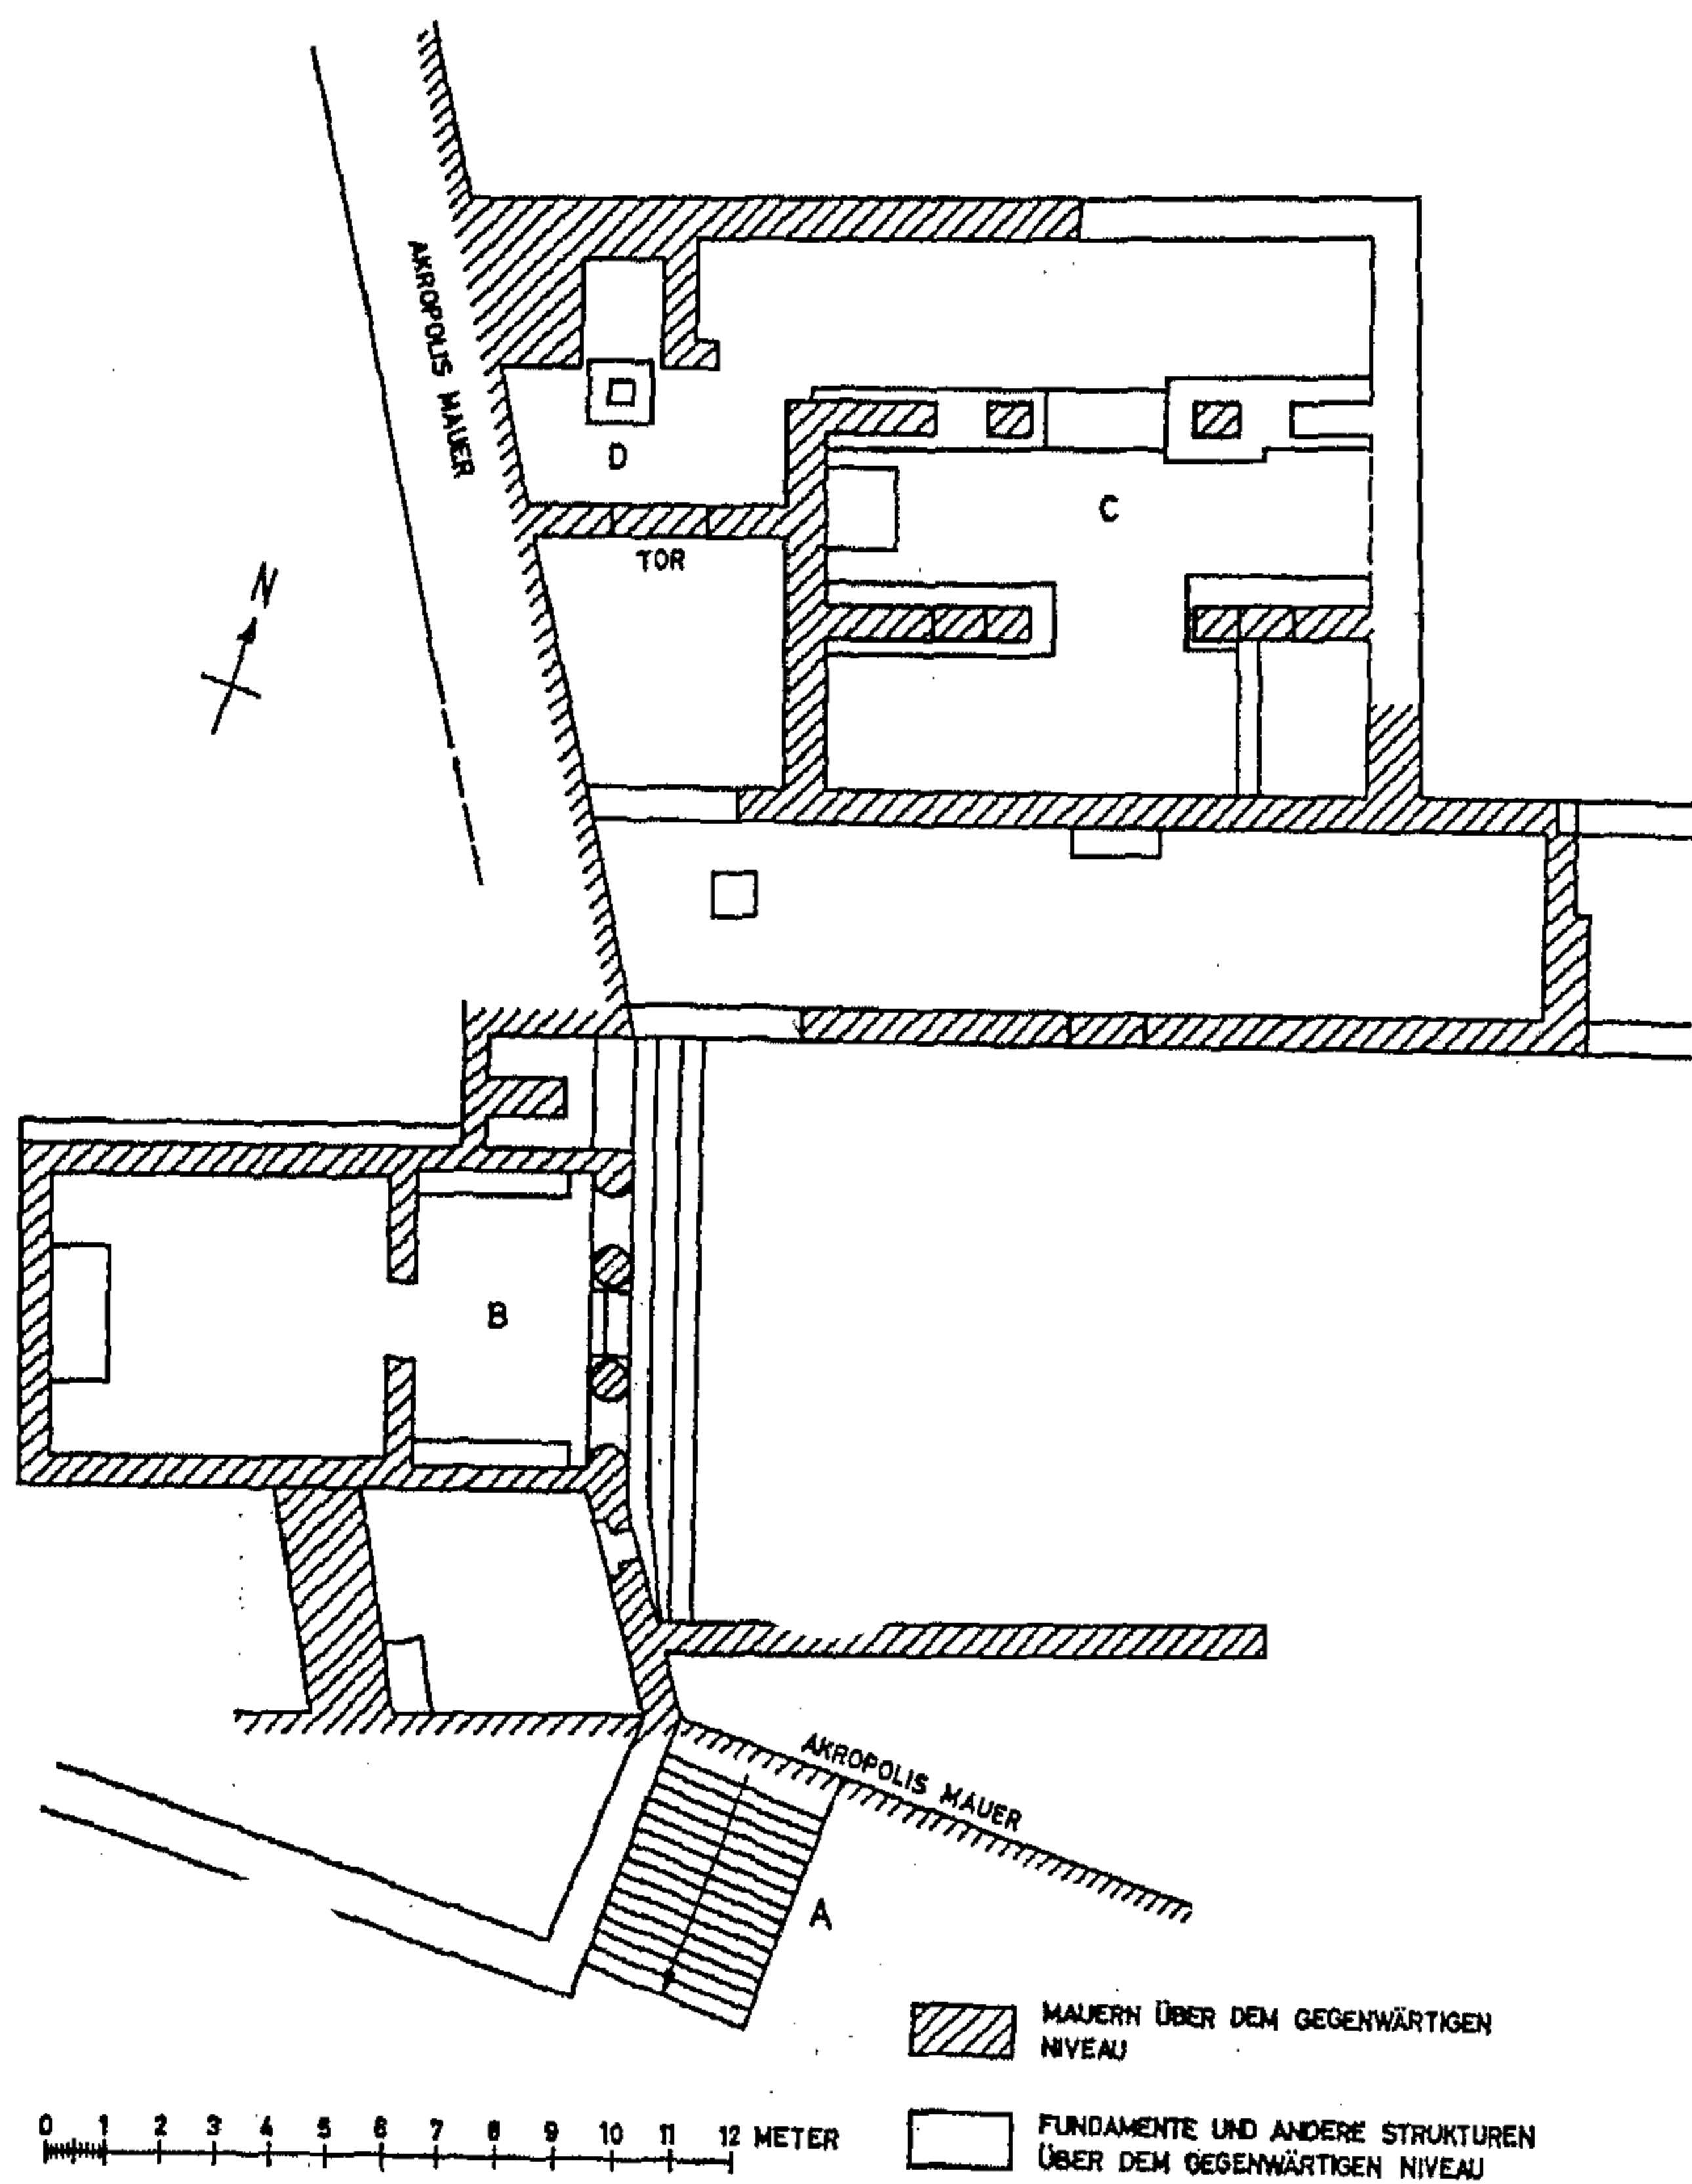 AKROPOLIS MAUER
D
C
TOR
N
B
AKROPOLIS MAUER
A
MAUERN ÜBER DEM GEGENWÄRTIGEN
NIVEAU
0 1 2 3 4 5 6 7 8 9 10 11 12 METER
FUNDAMENTE UND ANDERE STRUKTUREN
ÜBER DEM GEGENWÄRTIGEN NIVEAU